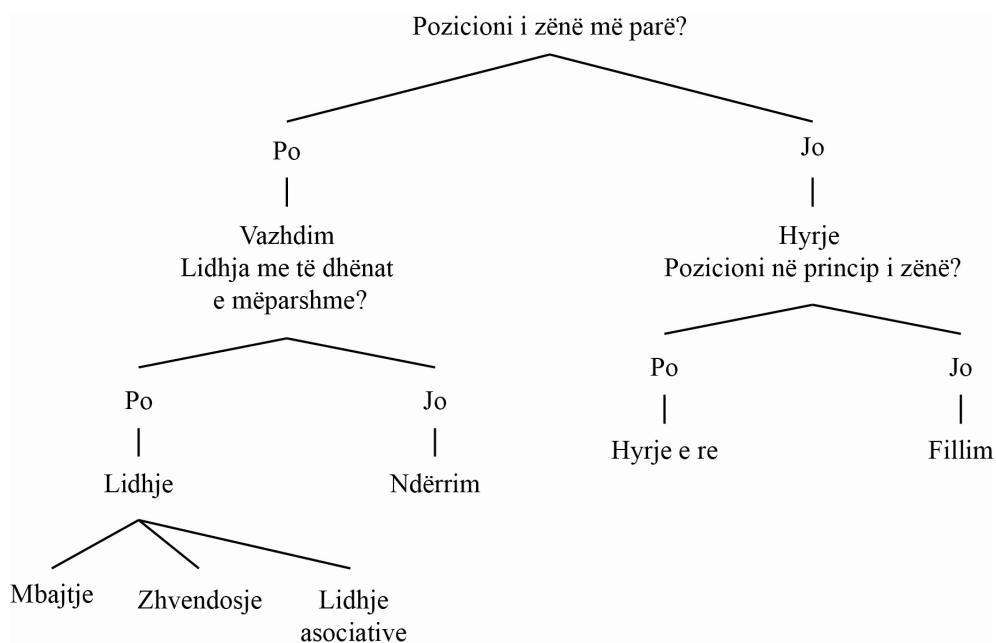 Pozicioni i zënë më parë?
Po
Jo
Vazhdim
Lidhja me të dhënat
e mëparshme?
Hyrje
Pozicioni në princip i zënë?
Po
Jo
Po
Jo
Lidhje
Ndërrim
Hyrje e re
Fillim
Mbajtje
Zhvendosje
Lidhje
asociative